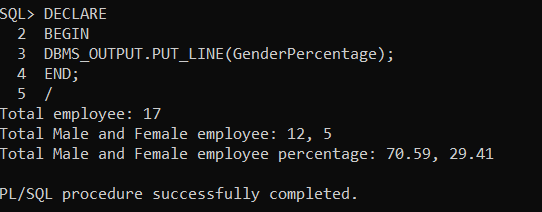 SQL> DECLARE
  2  BEGIN
  3  DBMS_OUTPUT.PUT_LINE(GenderPercentage);
  4  END;
  5  /
Total employee: 17
Total Male and Female employee: 12, 5
Total Male and Female employee percentage: 70.59, 29.41
PL/SQL procedure successfully completed.